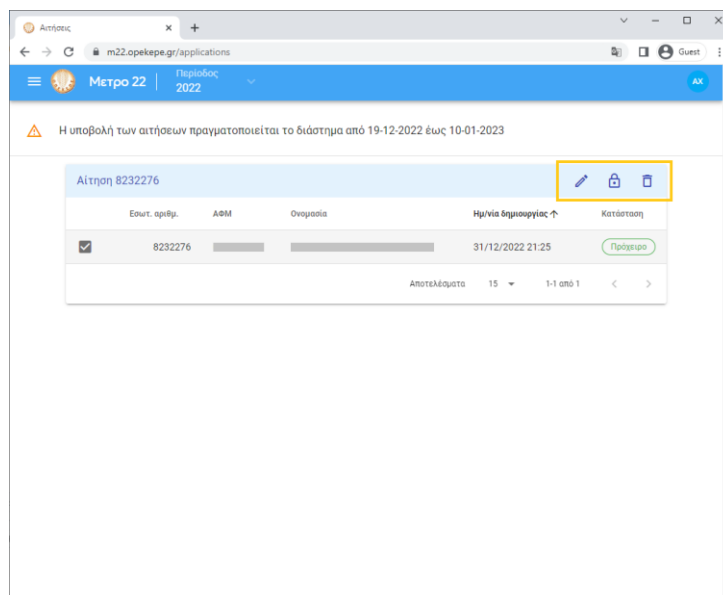 Αιτήσεις
m22.opekepe.gr/applications
Guest
Μετρο 22
Περίοδος
2022
ΑΧ
Η υποβολή των αιτήσεων πραγματοποιείται το διάστημα από 19-12-2022 έως 10-01-2023
Αίτηση 8232276
Εσωτ. αριθμ. ΑΦΜ Ονομασία Ημ/νία δημιουργίας Κατάσταση
8232276 31/12/2022 21:25 Πρόχειρο
Αποτελέσματα 15 1-1 από 1